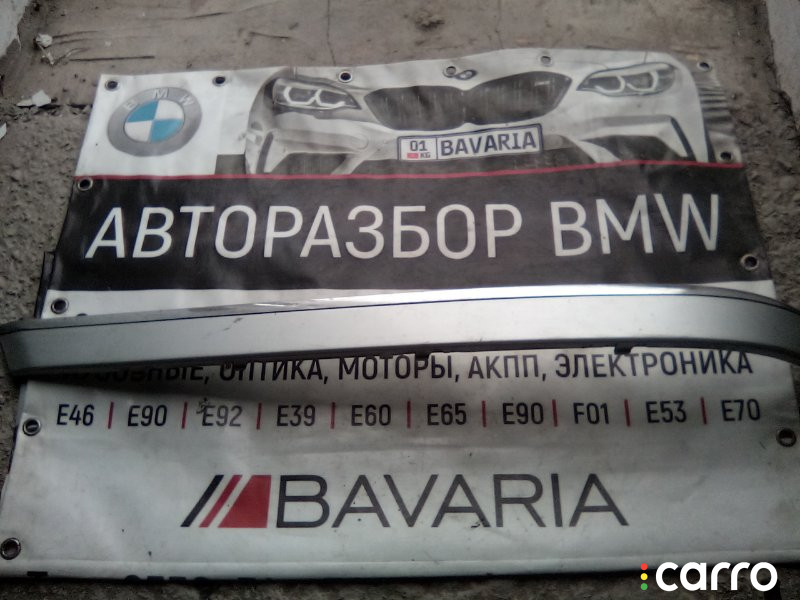 BMW
01 KG BAVARIA
АВТОРАЗБОР BMW
ОПТИКА, МОТОРЫ, АКПП, ЭЛЕКТРОНИКА
E46 | E90 | E92 | E39 | E60 | E65 | E90 | F01 | E53 | E70
BAVARIA
carro